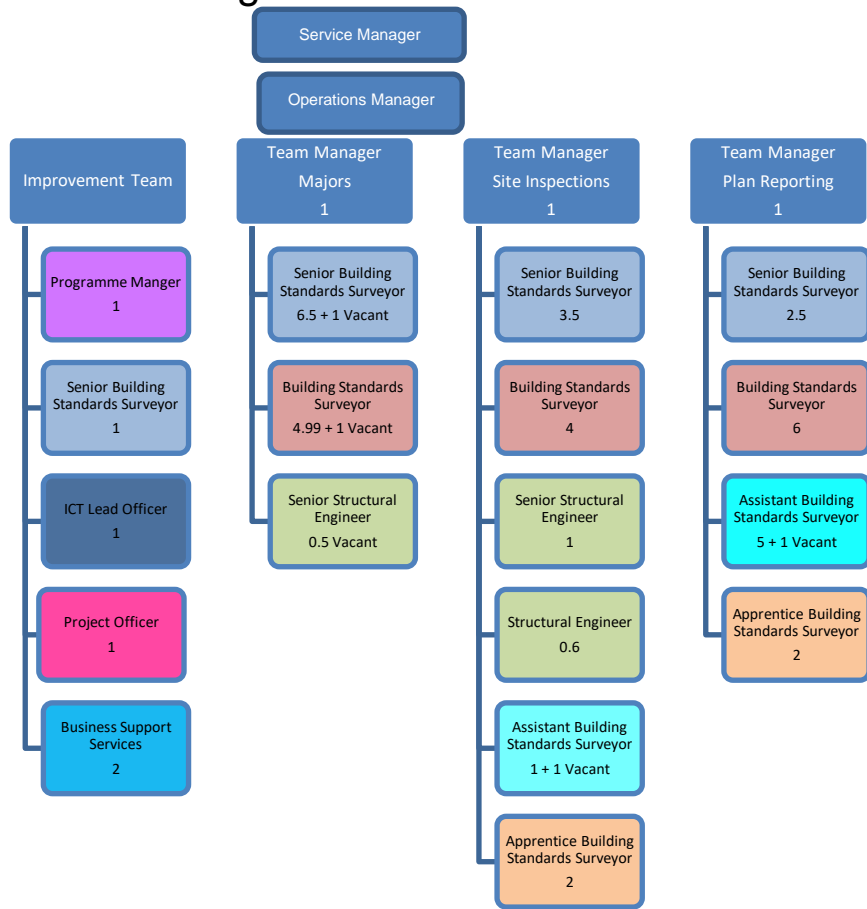 Service Manager
Operations Manager
Improvement Team
Programme Manger
1
Senior Building
Standards Surveyor
1
ICT Lead Officer
1
Project Officer
1
Business Support
Services
2
Team Manager
Majors
1
Senior Building
Standards Surveyor
6.5 + 1 Vacant
Building Standards
Surveyor
4.99 + 1 Vacant
Senior Structural
Engineer
0.5 Vacant
Team Manager
Site Inspections
1
Senior Building
Standards Surveyor
3.5
Building Standards
Surveyor
4
Senior Structural
Engineer
1
Structural Engineer
0.6
Assistant Building
Standards Surveyor
1 + 1 Vacant
Apprentice Building
Standards Surveyor
2
Team Manager
Plan Reporting
1
Senior Building
Standards Surveyor
2.5
Building Standards
Surveyor
6
Assistant Building
Standards Surveyor
5 + 1 Vacant
Apprentice Building
Standards Surveyor
2